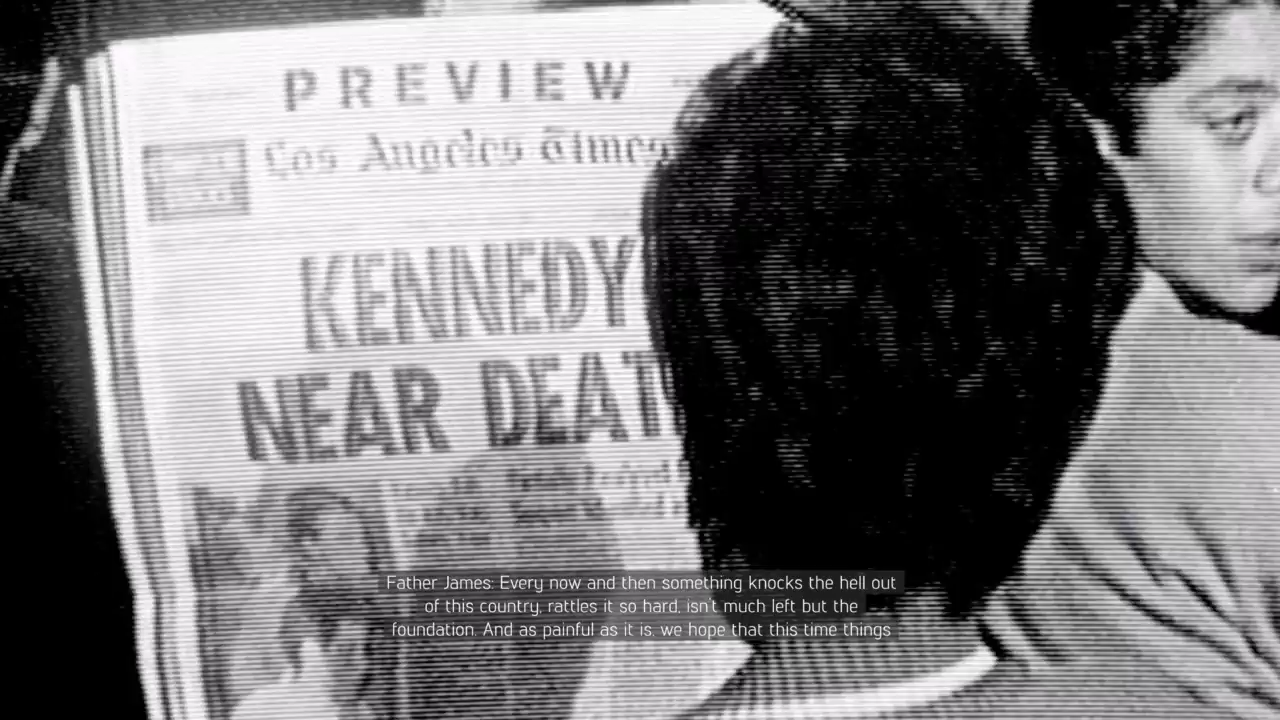 PREVIEW
Los Angeles Times
KENNEDY
NEAR DEAT
Father James: Every now and then something knocks the hell out
of this country, rattles it so hard, isn't much left but the
foundation. And as painful as it is, we hope that this time things